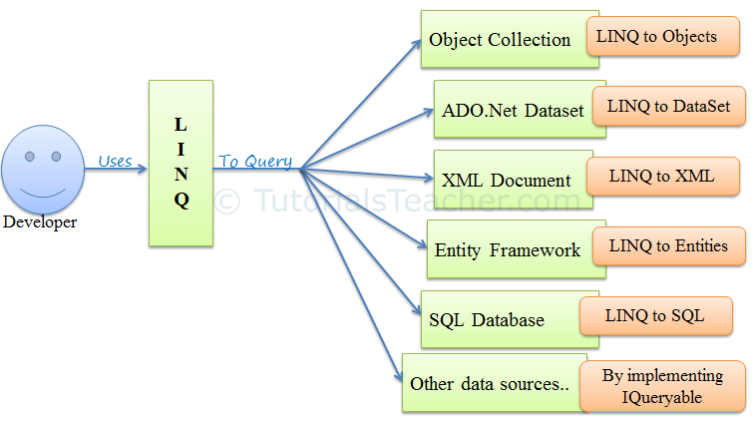 Object Collection
LINQ to Objects
ADO.Net Dataset
LINQ to DataSet
L
I
N
Q
Uses
To Query
XML Document
LINQ to XML
© TutorialsTeacher.com
Developer
Entity Framework
LINQ to Entities
SQL Database
LINQ to SQL
Other data sources..
By implementing
IQueryable